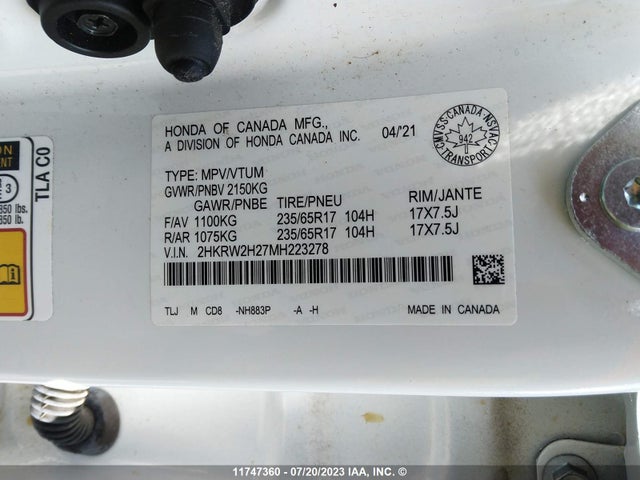 HONDA OF CANADA MFG.,
A DIVISION OF HONDA CANADA INC. 04/'21
CMVSS-CANADA-NSVAC
942
TRANSPORT
TYPE: MPV/VTUM
GVWR/PNBV 2150KG
GAWR/PNBE TIRE/PNEU RIM/JANTE
F/AV 1100KG 235/65R17 104H 17X7.5J
R/AR 1075KG 235/65R17 104H 17X7.5J
V.I.N. 2HKRW2H27MH223278
TLJ M CD8 -NH883P -A -H MADE IN CANADA
3
350 lbs.
TLA C0
11747360 - 07/20/2023 IAA, INC. ©